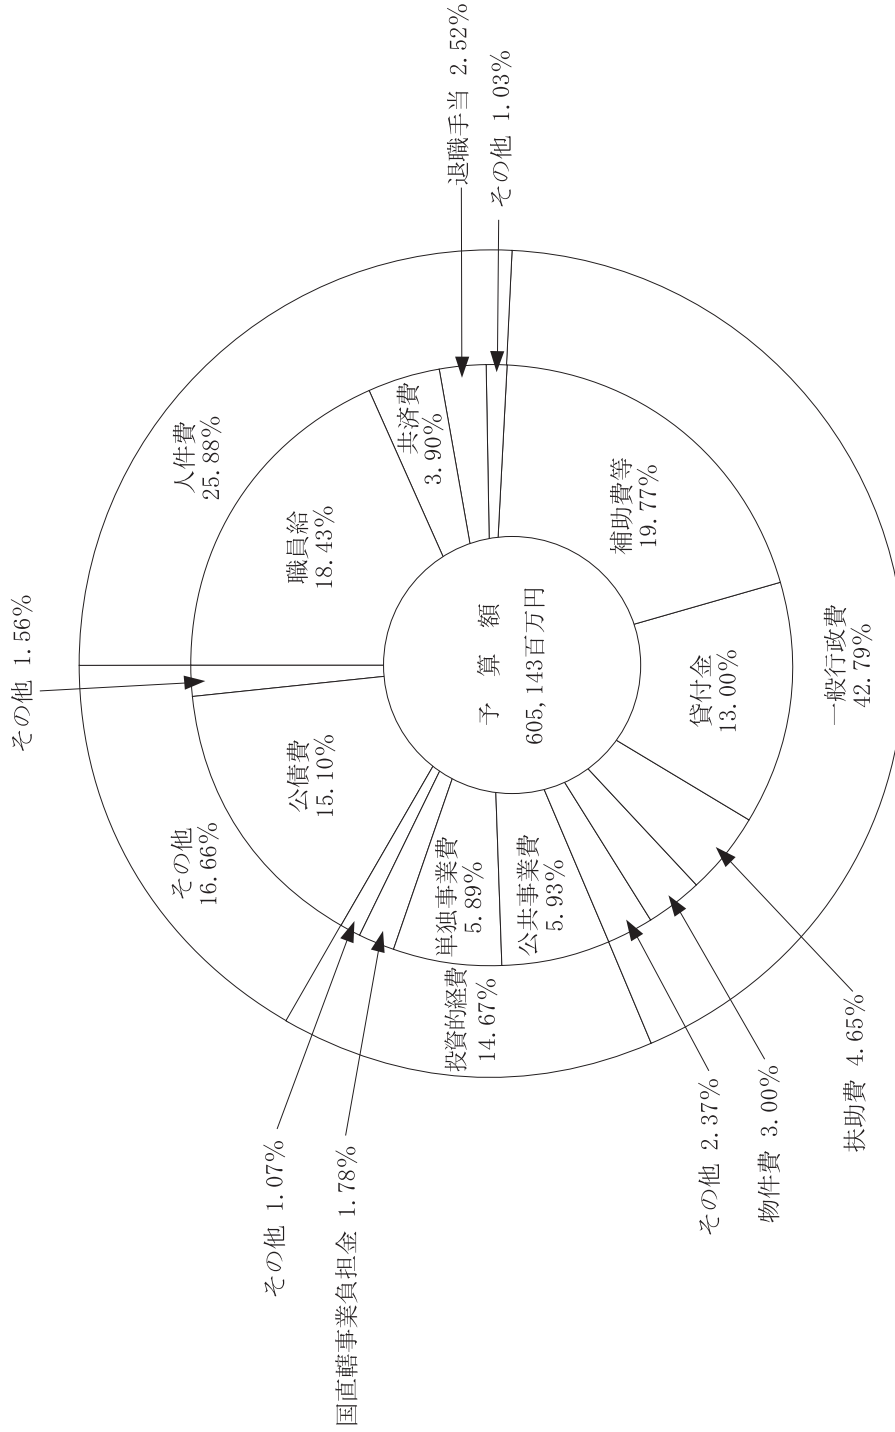 予 算 額
605,143百万円
人件費
25.88%
職員給
18.43%
共済費
3.90%
退職手当 2.52%
その他 1.03%
一般行政費
42.79%
補助費等
19.77%
貸付金
13.00%
扶助費 4.65%
物件費 3.00%
その他 2.37%
投資的経費
14.67%
公共事業費
5.93%
単独事業費
5.89%
国直轄事業負担金 1.78%
その他 1.07%
その他
16.66%
公債費
15.10%
その他 1.56%